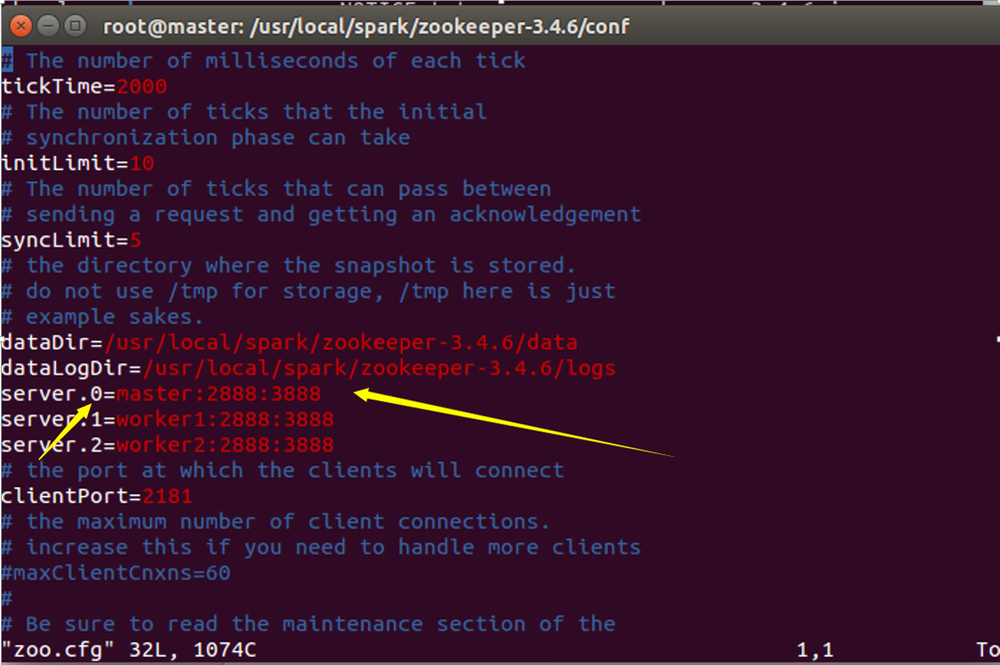 root@master: /usr/local/spark/zookeeper-3.4.6/conf
# The number of milliseconds of each tick
tickTime=2000
# The number of ticks that the initial
# synchronization phase can take
initLimit=10
# The number of ticks that can pass between
# sending a request and getting an acknowledgement
syncLimit=5
# the directory where the snapshot is stored.
# do not use /tmp for storage, /tmp here is just
# example sakes.
dataDir=/usr/local/spark/zookeeper-3.4.6/data
dataLogDir=/usr/local/spark/zookeeper-3.4.6/logs
server.0=master:2888:3888
server.1=worker1:2888:3888
server.2=worker2:2888:3888
# the port at which the clients will connect
clientPort=2181
# the maximum number of client connections.
# increase this if you need to handle more clients
#maxClientCnxns=60
#
# Be sure to read the maintenance section of the
"zoo.cfg" 32L, 1074C 1,1 To